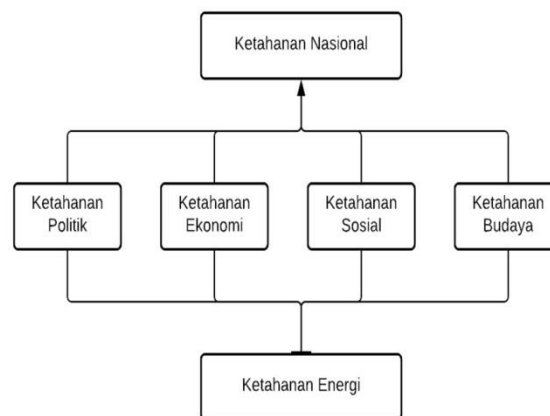 Ketahanan Nasional
Ketahanan
Politik
Ketahanan
Ekonomi
Ketahanan
Sosial
Ketahanan
Budaya
Ketahanan Energi